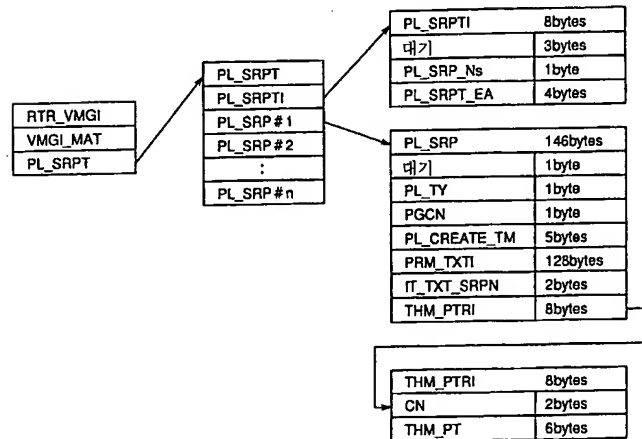 RTR_VMGI
VMGI_MAT
PL_SRPT
PL_SRPT
PL_SRPTI
PL_SRP#1
PL_SRP#2
⋮
PL_SRP#n
PL_SRPTI 8bytes
대기 3bytes
PL_SRP_Ns 1byte
PL_SRPT_EA 4bytes
PL_SRP 146bytes
대기 1byte
PL_TY 1byte
PGCN 1byte
PL_CREATE_TM 5bytes
PRM_TXTI 128bytes
IT_TXT_SRPN 2bytes
THM_PTRI 8bytes
THM_PTRI 8bytes
CN 2bytes
THM_PT 6bytes